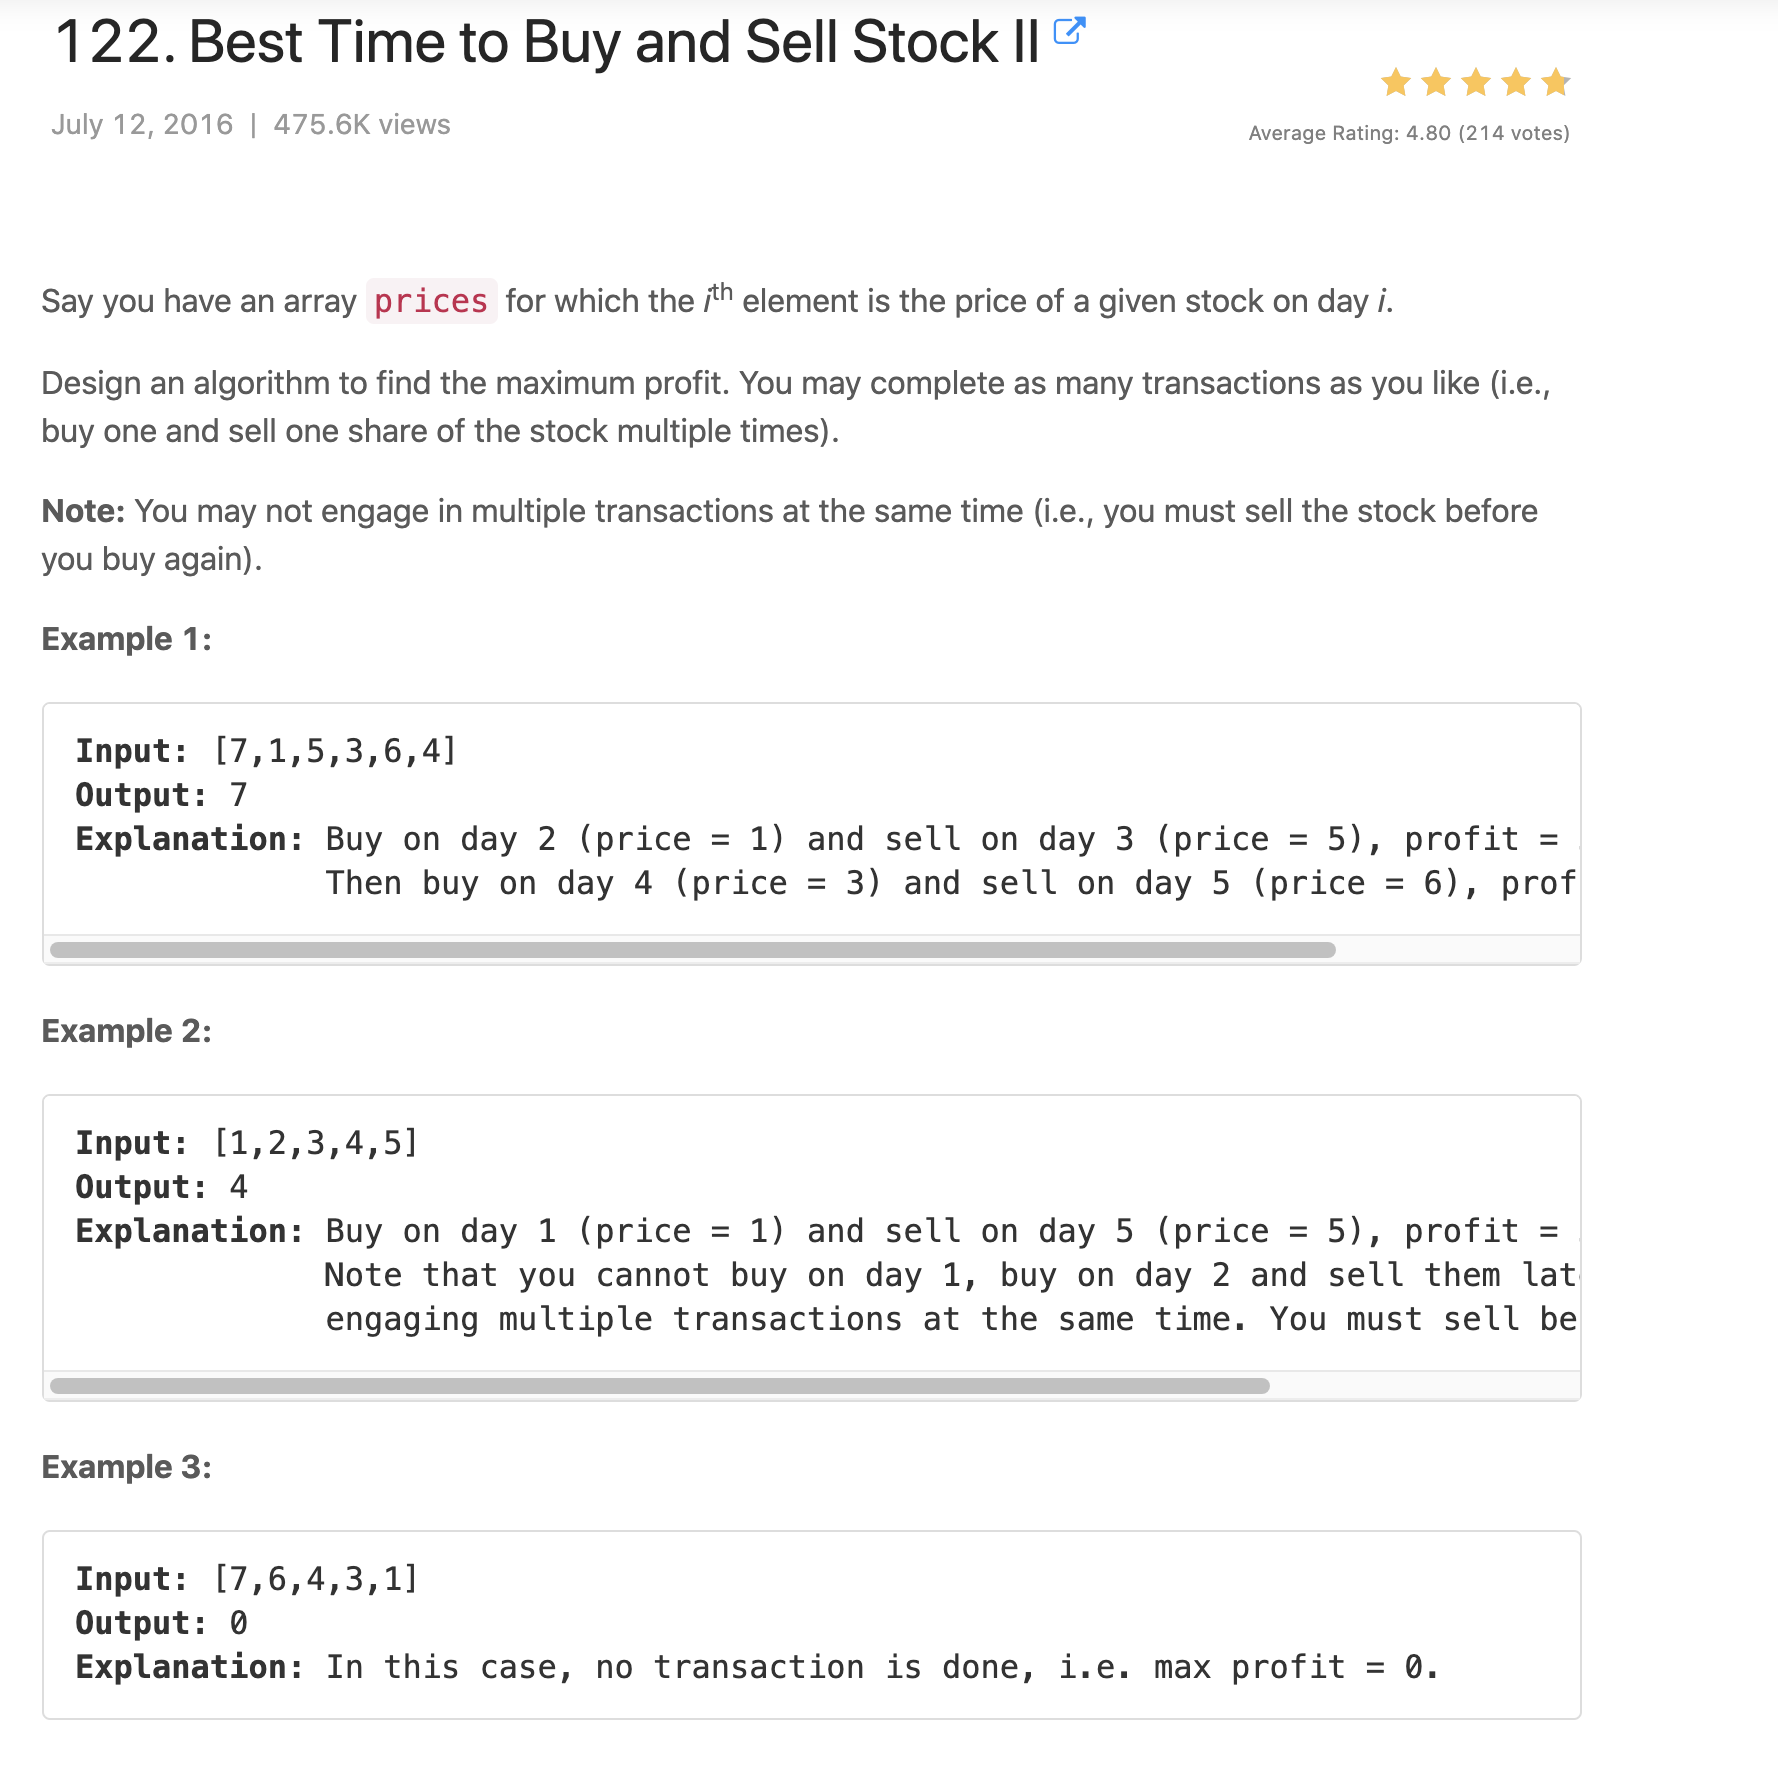 122. Best Time to Buy and Sell Stock II
July 12, 2016 | 475.6K views
Average Rating: 4.80 (214 votes)
Say you have an array prices for which the ith element is the price of a given stock on day i.
Design an algorithm to find the maximum profit. You may complete as many transactions as you like (i.e.,
buy one and sell one share of the stock multiple times).
Note: You may not engage in multiple transactions at the same time (i.e., you must sell the stock before
you buy again).
Example 1:
Input: [7,1,5,3,6,4]
Output: 7
Explanation: Buy on day 2 (price = 1) and sell on day 3 (price = 5), profit =
Then buy on day 4 (price = 3) and sell on day 5 (price = 6), prof
Example 2:
Input: [1,2,3,4,5]
Output: 4
Explanation: Buy on day 1 (price = 1) and sell on day 5 (price = 5), profit =
Note that you cannot buy on day 1, buy on day 2 and sell them lat
engaging multiple transactions at the same time. You must sell be
Example 3:
Input: [7,6,4,3,1]
Output: 0
Explanation: In this case, no transaction is done, i.e. max profit = 0.